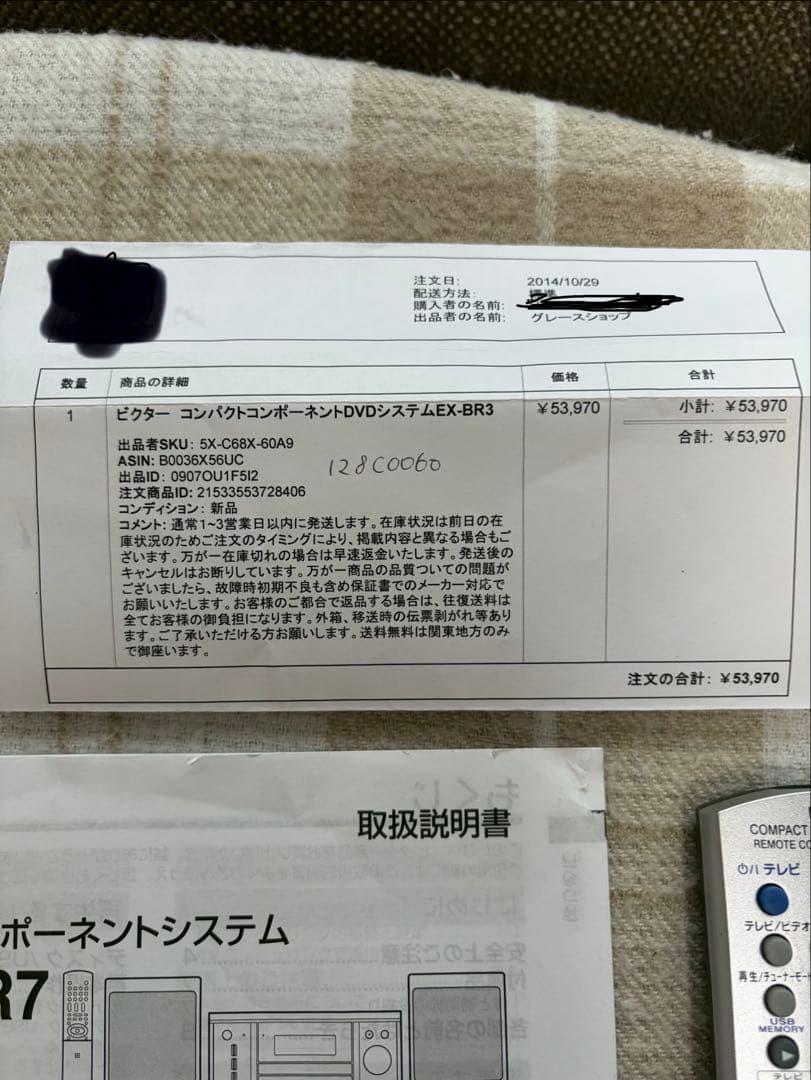 注文日: 2014/10/29
配送方法: 標準
購入者の名前:
出品者の名前: グレースショップ
数量 商品の詳細 価格 合計
1 ビクター コンパクトコンポーネントDVDシステムEX-BR3 ￥53,970 小計: ￥53,970
合計: ￥53,970
出品者SKU: 5X-C68X-60A9
ASIN: B0036X56UC
128C0060
出品ID: 0907OU1F5I2
注文商品ID: 21533553728406
コンディション: 新品
コメント: 通常1~3営業日以内に発送します。在庫状況は前日の在
庫状況のためご注文のタイミングにより、掲載内容と異なる場合もご
ざいます。万が一在庫切れの場合は早速返金いたします。発送後の
キャンセルはお断りしています。万が一商品の品質ついての問題が
ございましたら、故障時初期不良も含め保証書でのメーカー対応で
お願いいたします。お客様のご都合で返品する場合は、往復送料は
全てお客様の御負担になります。外箱、移送時の伝票剥がれ等あり
ます。ご了承いただける方お願いします。送料無料は関東地方のみ
で御座います。
注文の合計: ￥53,970
取扱説明書
ポーネントシステム
R7
COMPACT
REMOTE CO
⏻/I テレビ
テレビ/ビデオ
再生/チューナーモー
USB
MEMORY
テレビ